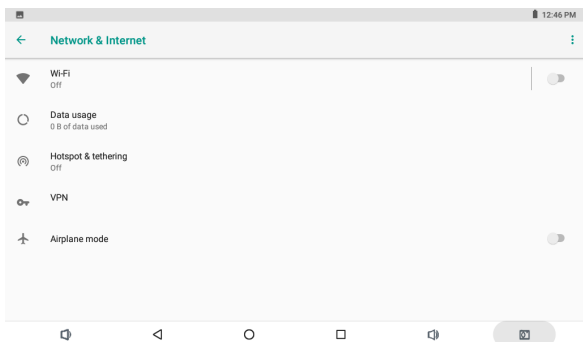 12:46 PM
Network & Internet
Wi-Fi
Off
Data usage
0 B of data used
Hotspot & tethering
Off
VPN
Airplane mode